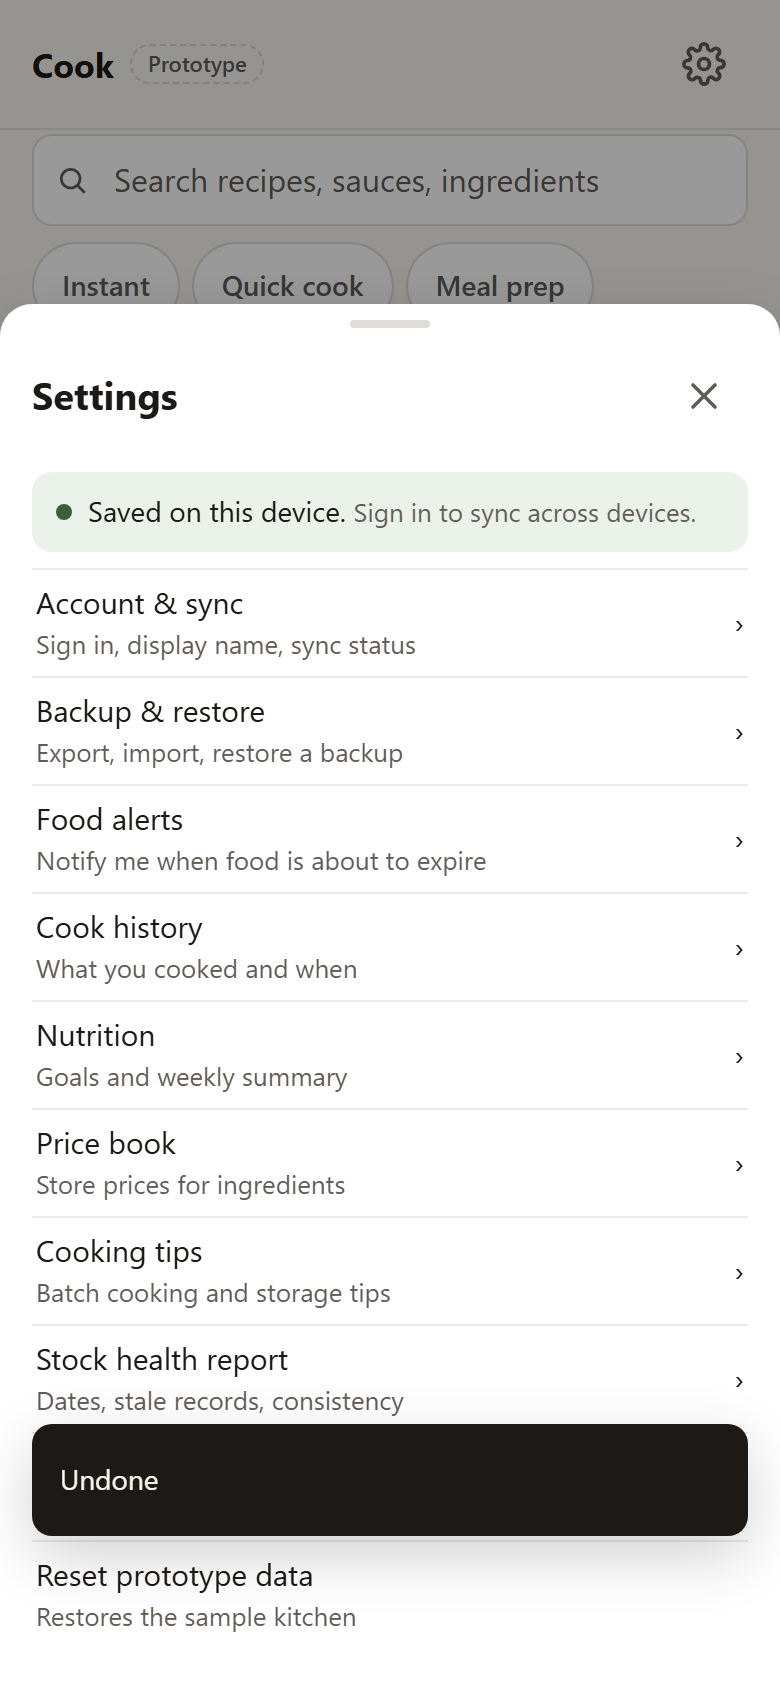 Cook Prototype
Search recipes, sauces, ingredients
Instant Quick cook Meal prep
Settings
Saved on this device. Sign in to sync across devices.
Account & sync
Sign in, display name, sync status
Backup & restore
Export, import, restore a backup
Food alerts
Notify me when food is about to expire
Cook history
What you cooked and when
Nutrition
Goals and weekly summary
Price book
Store prices for ingredients
Cooking tips
Batch cooking and storage tips
Stock health report
Dates, stale records, consistency
Undone
Reset prototype data
Restores the sample kitchen